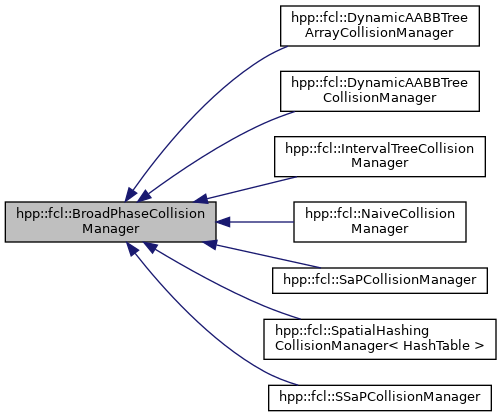 hpp::fcl::DynamicAABBTree
ArrayCollisionManager
hpp::fcl::DynamicAABBTree
CollisionManager
hpp::fcl::IntervalTreeCollision
Manager
hpp::fcl::BroadPhaseCollision
Manager
hpp::fcl::NaiveCollision
Manager
hpp::fcl::SaPCollisionManager
hpp::fcl::SpatialHashing
CollisionManager< HashTable >
hpp::fcl::SSaPCollisionManager